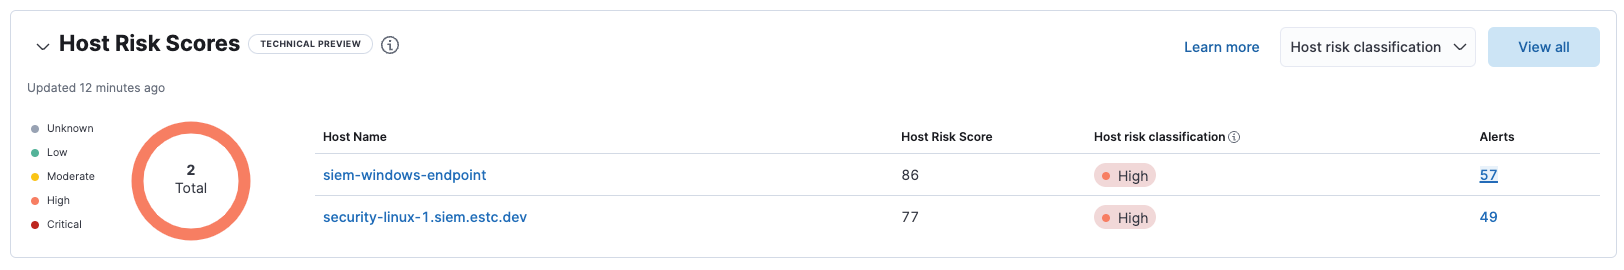 Host Risk Scores TECHNICAL PREVIEW
Learn more Host risk classification View all
Updated 12 minutes ago
Unknown
Low
Moderate
High
Critical
2
Total
Host Name Host Risk Score Host risk classification Alerts
siem-windows-endpoint 86 High 57
security-linux-1.siem.estc.dev 77 High 49